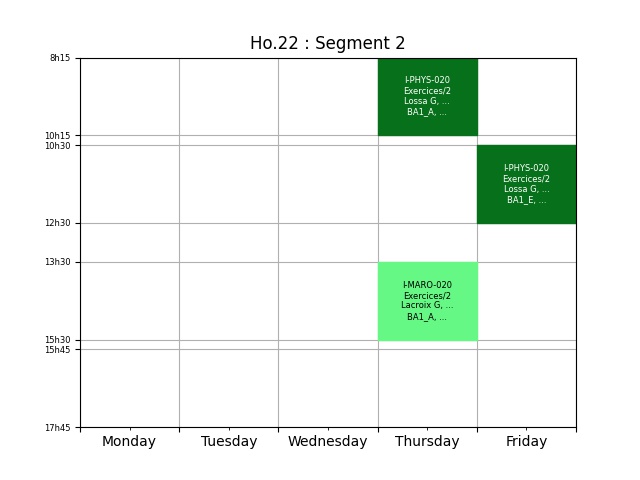 Ho.22 : Segment 2
8h15
I-PHYS-020
Exercices/2
Lossa G, ...
BA1_A, ...
10h15
10h30
I-PHYS-020
Exercices/2
Lossa G, ...
BA1_E, ...
12h30
13h30
I-MARO-020
Exercices/2
Lacroix G, ...
BA1_A, ...
15h30
15h45
17h45
Monday
Tuesday
Wednesday
Thursday
Friday